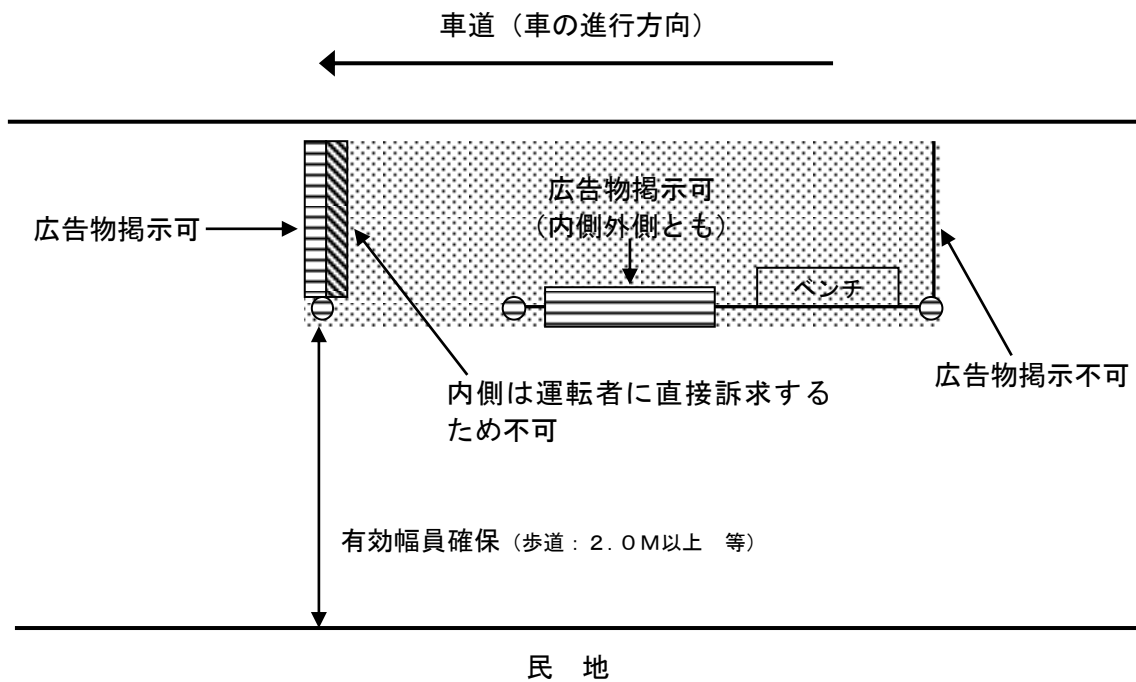 車道（車の進行方向）
広告物掲示可
（内側外側とも）
広告物掲示可
ベンチ
広告物掲示不可
内側は運転者に直接訴求する
ため不可
有効幅員確保（歩道：２.０Ｍ以上　等）
民　地